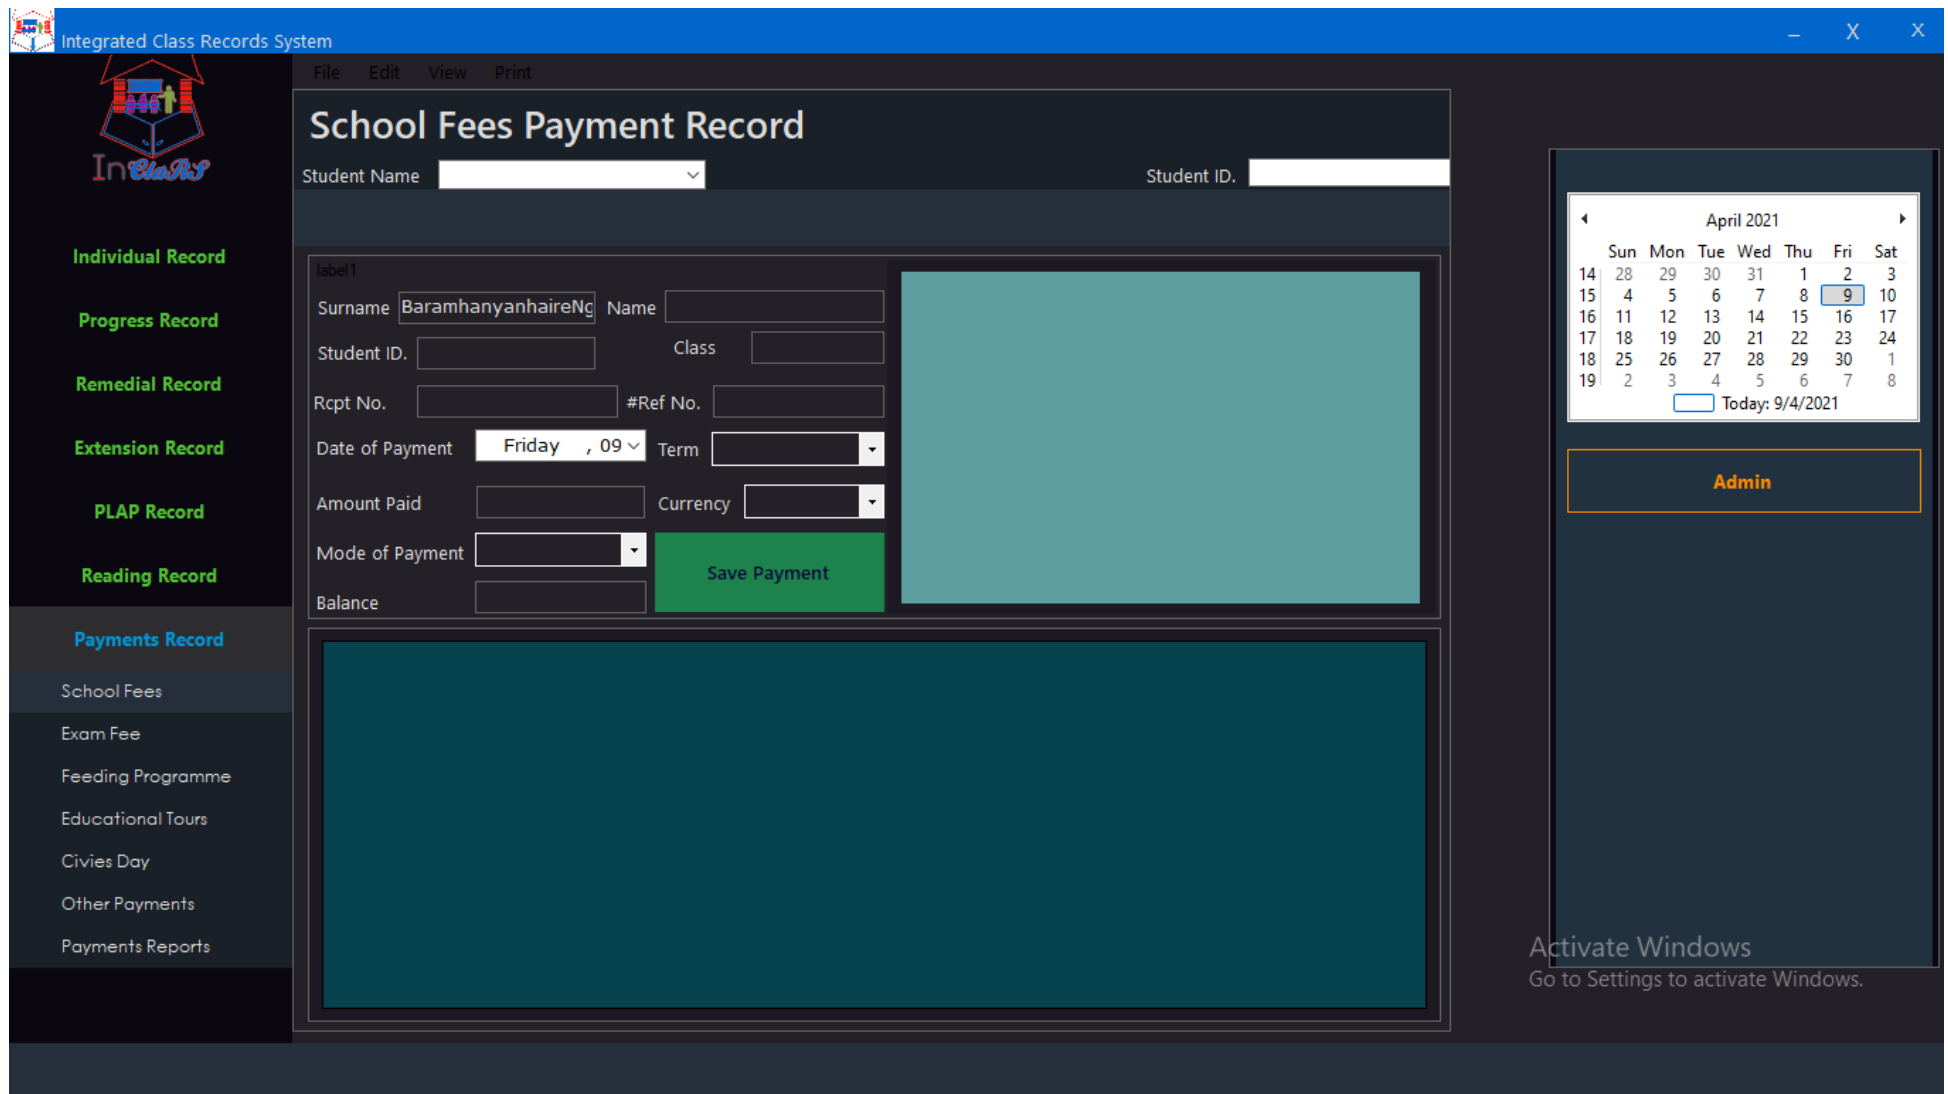 Integrated Class Records System
_ X X
InClaRS
File Edit View Print
School Fees Payment Record
Student Name Student ID.
Individual Record
Progress Record
Remedial Record
Extension Record
PLAP Record
Reading Record
Payments Record
School Fees
Exam Fee
Feeding Programme
Educational Tours
Civies Day
Other Payments
Payments Reports
label1
Surname BaramhanyanhaireNg Name
Student ID. Class
Rcpt No. #Ref No.
Date of Payment Friday , 09 Term
Amount Paid Currency
Mode of Payment
Save Payment
Balance
April 2021
Sun Mon Tue Wed Thu Fri Sat
14 28 29 30 31 1 2 3
15 4 5 6 7 8 9 10
16 11 12 13 14 15 16 17
17 18 19 20 21 22 23 24
18 25 26 27 28 29 30 1
19 2 3 4 5 6 7 8
Today: 9/4/2021
Admin
Activate Windows
Go to Settings to activate Windows.